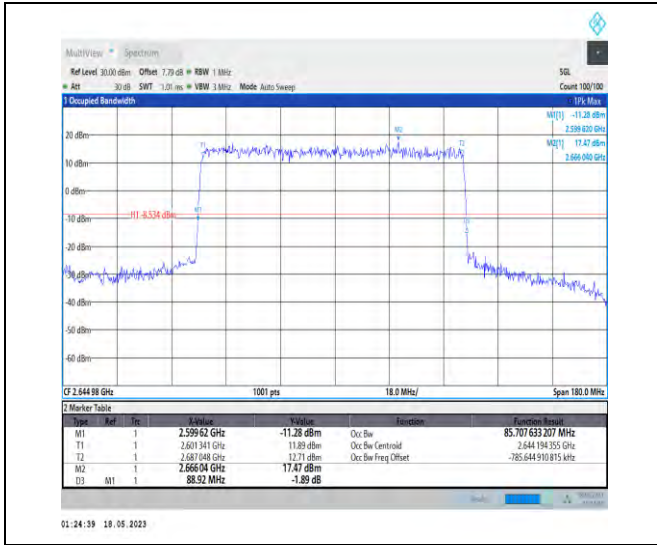 MultiView Spectrum
Ref Level 30.00 dBm Offset 7.79 dB RBW 1 MHz SGL
Att 30 dB SWT 1.01 ms VBW 3 MHz Mode Auto Sweep Count 100/100
1 Occupied Bandwidth 1Pk Max
M1[1] -11.28 dBm
2.599 620 GHz
M2[1] 17.47 dBm
2.666 040 GHz
20 dBm
M2
T1 T2
10 dBm
0 dBm
M1
H1 -8.534 dBm
-10 dBm
-20 dBm
-30 dBm
-40 dBm
-50 dBm
-60 dBm
CF 2.644 98 GHz 1001 pts 18.0 MHz/ Span 180.0 MHz
2 Marker Table
Type Ref Trc X-Value Y-Value Function Function Result
M1 1 2.599 62 GHz -11.28 dBm Occ Bw 85.707 633 207 MHz
T1 1 2.601 341 GHz 11.89 dBm Occ Bw Centroid 2.644 194 355 GHz
T2 1 2.687 048 GHz 12.71 dBm Occ Bw Freq Offset -785.644 910 815 kHz
M2 1 2.666 04 GHz 17.47 dBm
D3 M1 1 88.92 MHz -1.89 dB
01:24:39 18.05.2023